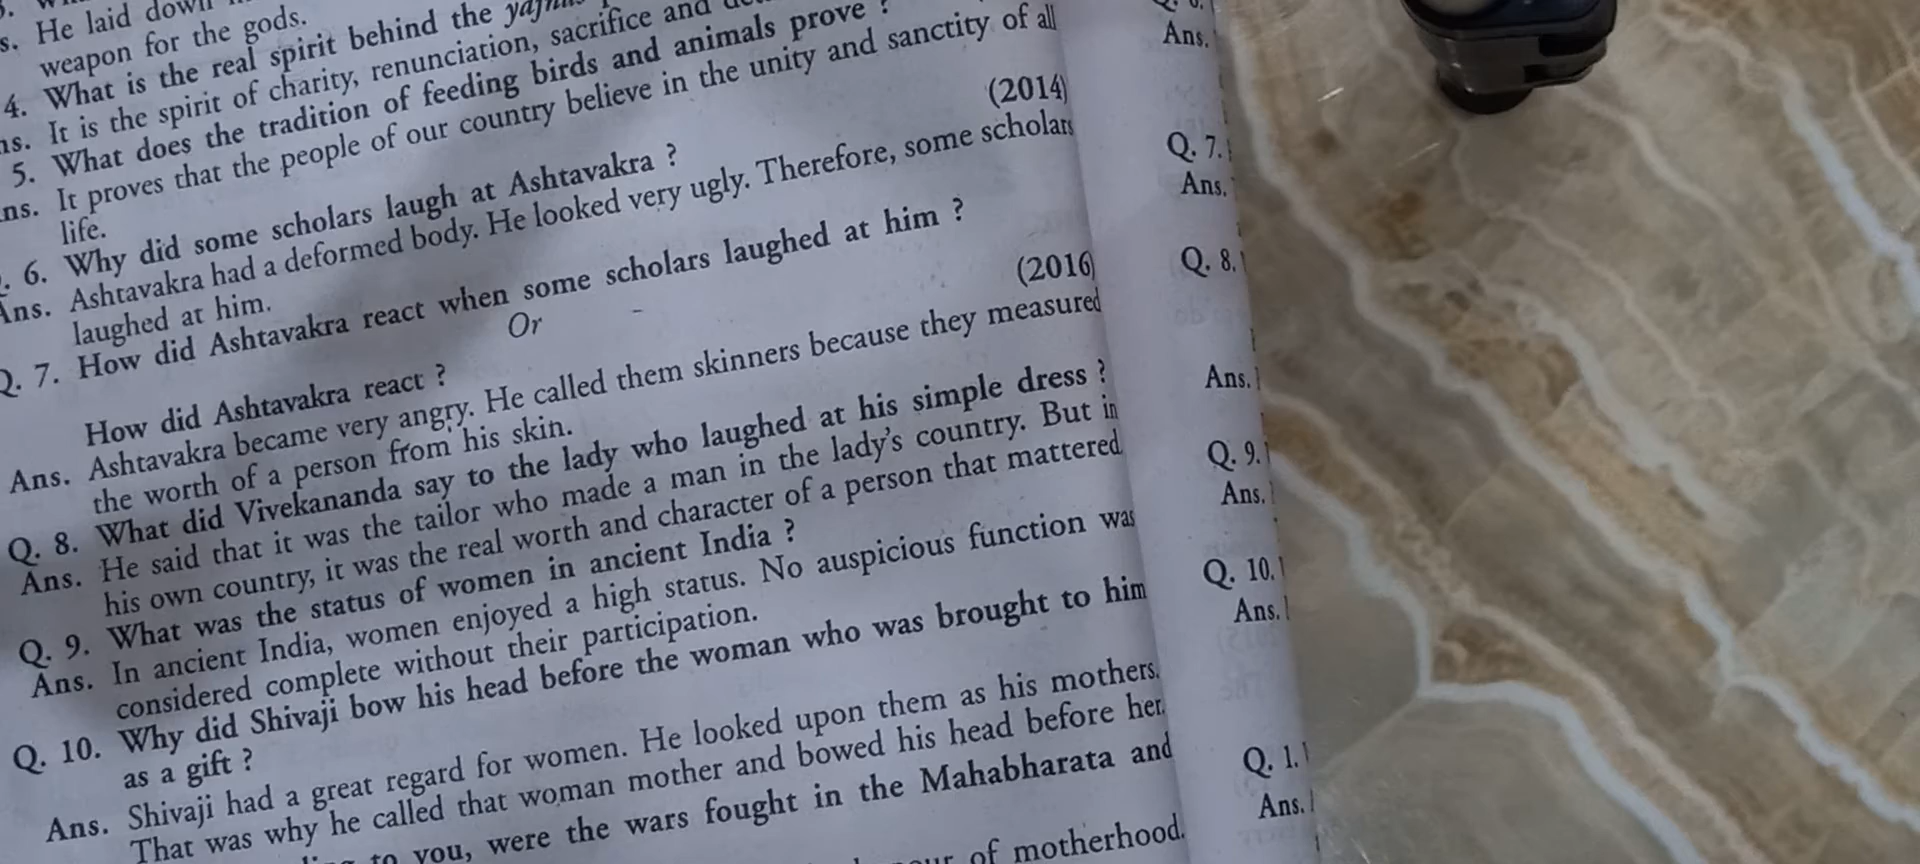 s. He laid down
weapon for the gods.
4. What is the real spirit behind the
ns. It is the spirit of charity, renunciation, sacrifice and
5. What does the tradition of feeding birds and animals prove ?
ns. It proves that the people of our country believe in the unity and sanctity of all
life.
(2014)
. 6. Why did some scholars laugh at Ashtavakra ?
Ans. Ashtavakra had a deformed body. He looked very ugly. Therefore, some scholars
laughed at him.
Q. 7. How did Ashtavakra react when some scholars laughed at him ?
Or
(2016)
How did Ashtavakra react ?
Ans. Ashtavakra became very angry. He called them skinners because they measured
the worth of a person from his skin.
Q. 8. What did Vivekananda say to the lady who laughed at his simple dress ?
Ans. He said that it was the tailor who made a man in the lady's country. But in
his own country, it was the real worth and character of a person that mattered
Q. 9. What was the status of women in ancient India ?
Ans. In ancient India, women enjoyed a high status. No auspicious function was
considered complete without their participation.
Q. 10. Why did Shivaji bow his head before the woman who was brought to him
as a gift ?
Ans. Shivaji had a great regard for women. He looked upon them as his mothers.
That was why he called that woman mother and bowed his head before her.
to you, were the wars fought in the Mahabharata and
of motherhood.
Ans.
Q. 7.
Ans.
Q. 8.
Ans.
Q. 9.
Ans.
Q. 10.
Ans.
Q. 1.
Ans.